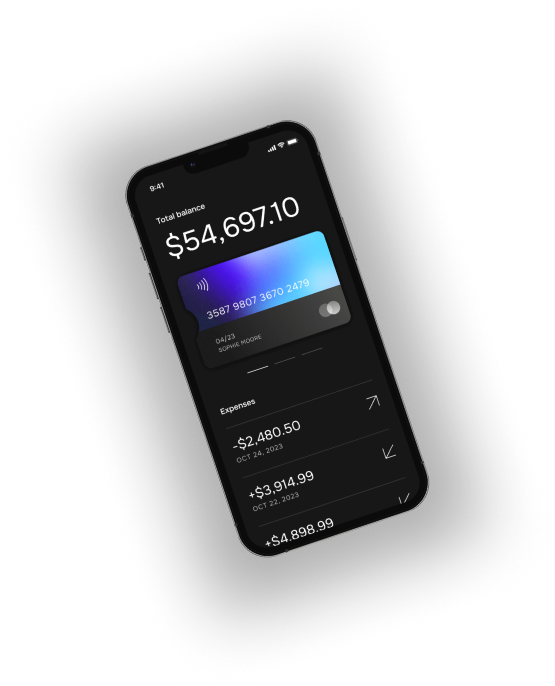 9:41
Total balance
$54,697.10
3587 9807 3670 2479
04/23
SOPHIE MOORE
Expenses
-$2,480.50
OCT 24, 2023
+$3,914.99
OCT 22, 2023
+$4,898.99